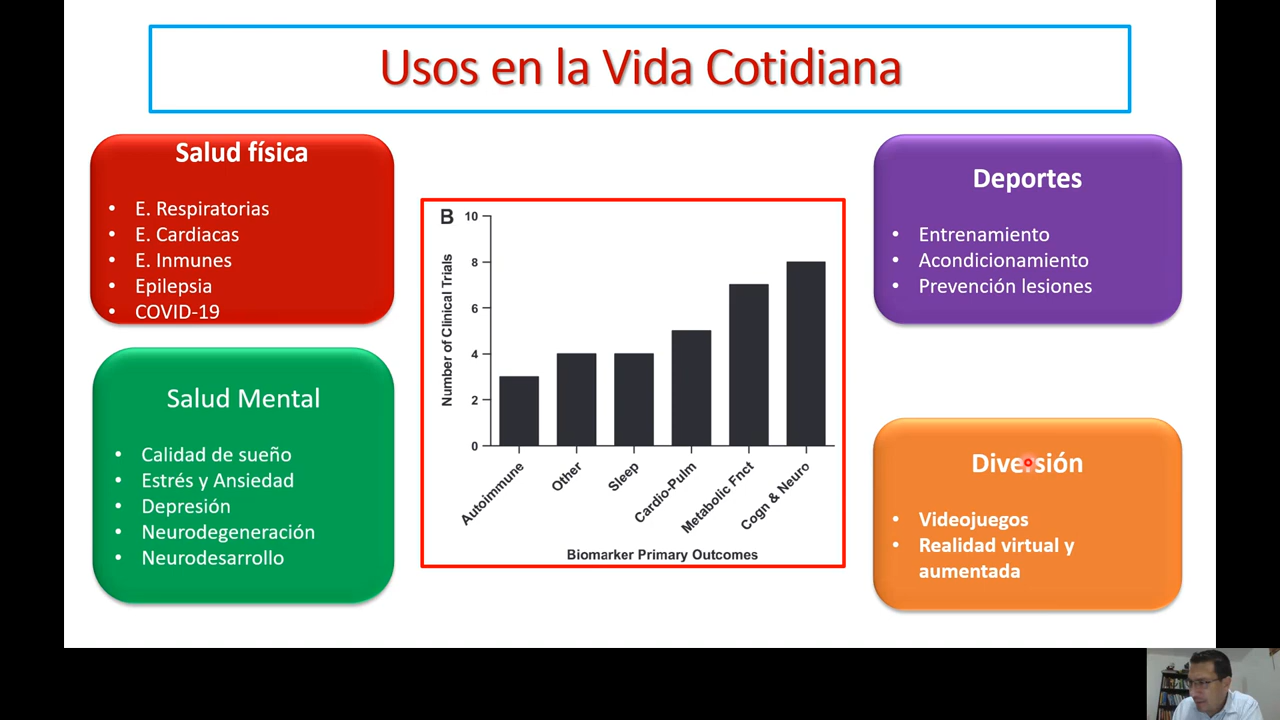 Usos en la Vida Cotidiana
Salud física
• E. Respiratorias
• E. Cardiacas
• E. Inmunes
• Epilepsia
• COVID-19
Salud Mental
• Calidad de sueño
• Estrés y Ansiedad
• Depresión
• Neurodegeneración
• Neurodesarrollo
B
Number of Clinical Trials
10
8
6
4
2
0
Autoimmune
Other
Sleep
Cardio-Pulm
Metabolic Fnct
Cogn & Neuro
Biomarker Primary Outcomes
Deportes
• Entrenamiento
• Acondicionamiento
• Prevención lesiones
Diversión
• Videojuegos
• Realidad virtual y
aumentada